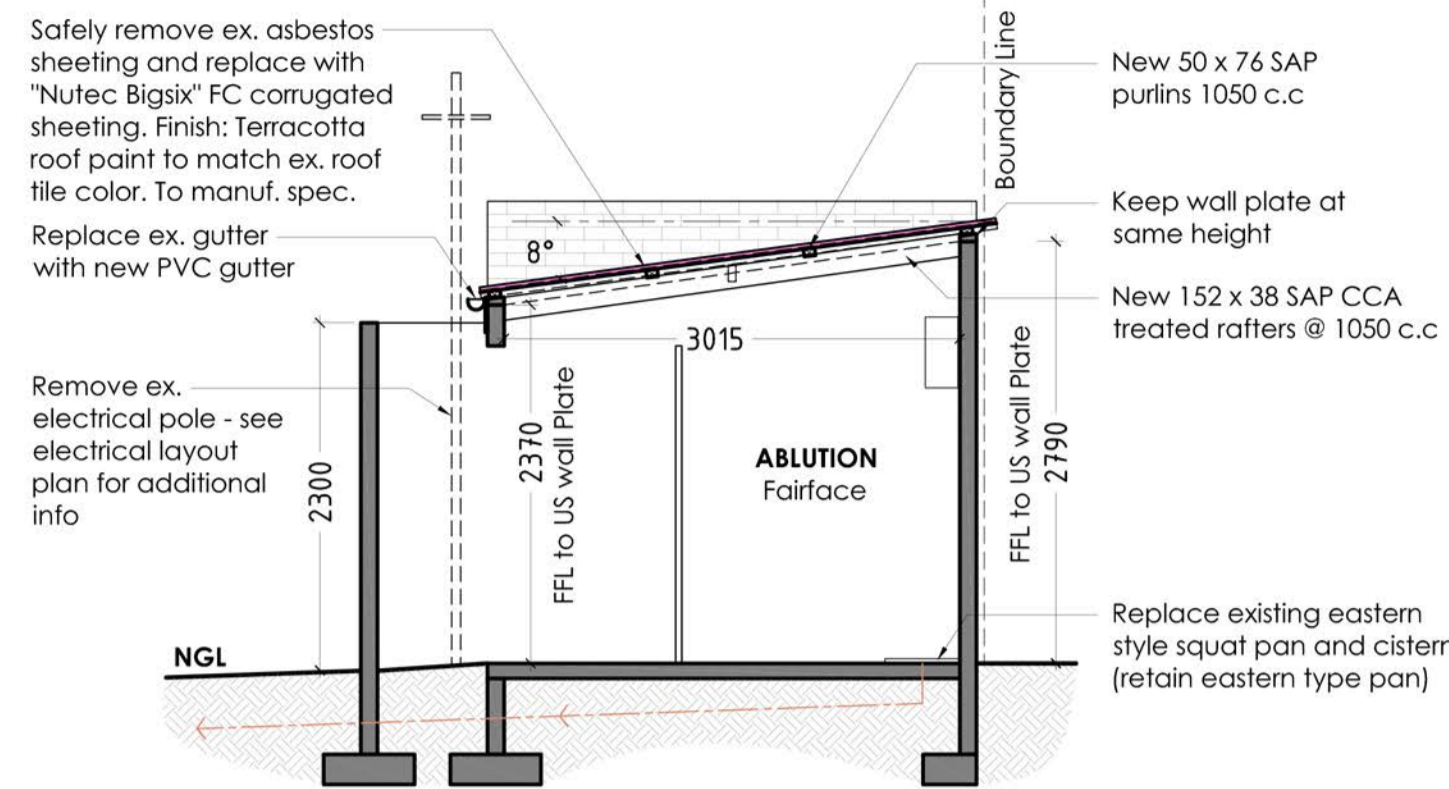 Safely remove ex. asbestos
sheeting and replace with
"Nutec Bigsix" FC corrugated
sheeting. Finish: Terracotta
roof paint to match ex. roof
tile color. To manuf. spec.
Replace ex. gutter
with new PVC gutter
Remove ex.
electrical pole - see
electrical layout
plan for additional
info
2300
NGL
8°
3015
2370
FFL to US wall Plate
ABLUTION
Fairface
FFL to US wall Plate
2790
Boundary Line
New 50 x 76 SAP
purlins 1050 c.c
Keep wall plate at
same height
New 152 x 38 SAP CCA
treated rafters @ 1050 c.c
Replace existing eastern
style squat pan and cistern
(retain eastern type pan)